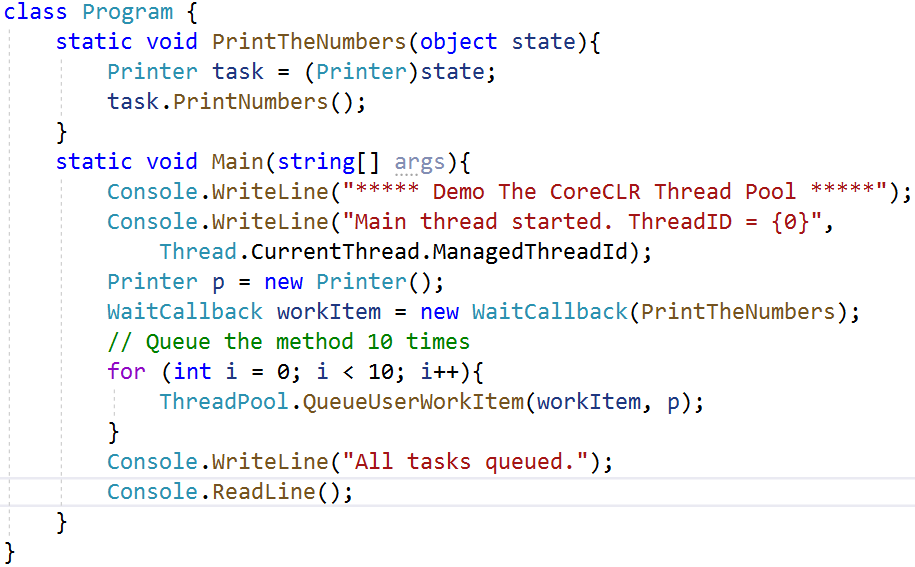 class Program {
    static void PrintTheNumbers(object state){
        Printer task = (Printer)state;
        task.PrintNumbers();
    }
    static void Main(string[] args){
        Console.WriteLine("***** Demo The CoreCLR Thread Pool *****");
        Console.WriteLine("Main thread started. ThreadID = {0}",
            Thread.CurrentThread.ManagedThreadId);
        Printer p = new Printer();
        WaitCallback workItem = new WaitCallback(PrintTheNumbers);
        // Queue the method 10 times
        for (int i = 0; i < 10; i++){
            ThreadPool.QueueUserWorkItem(workItem, p);
        }
        Console.WriteLine("All tasks queued.");
        Console.ReadLine();
    }
}